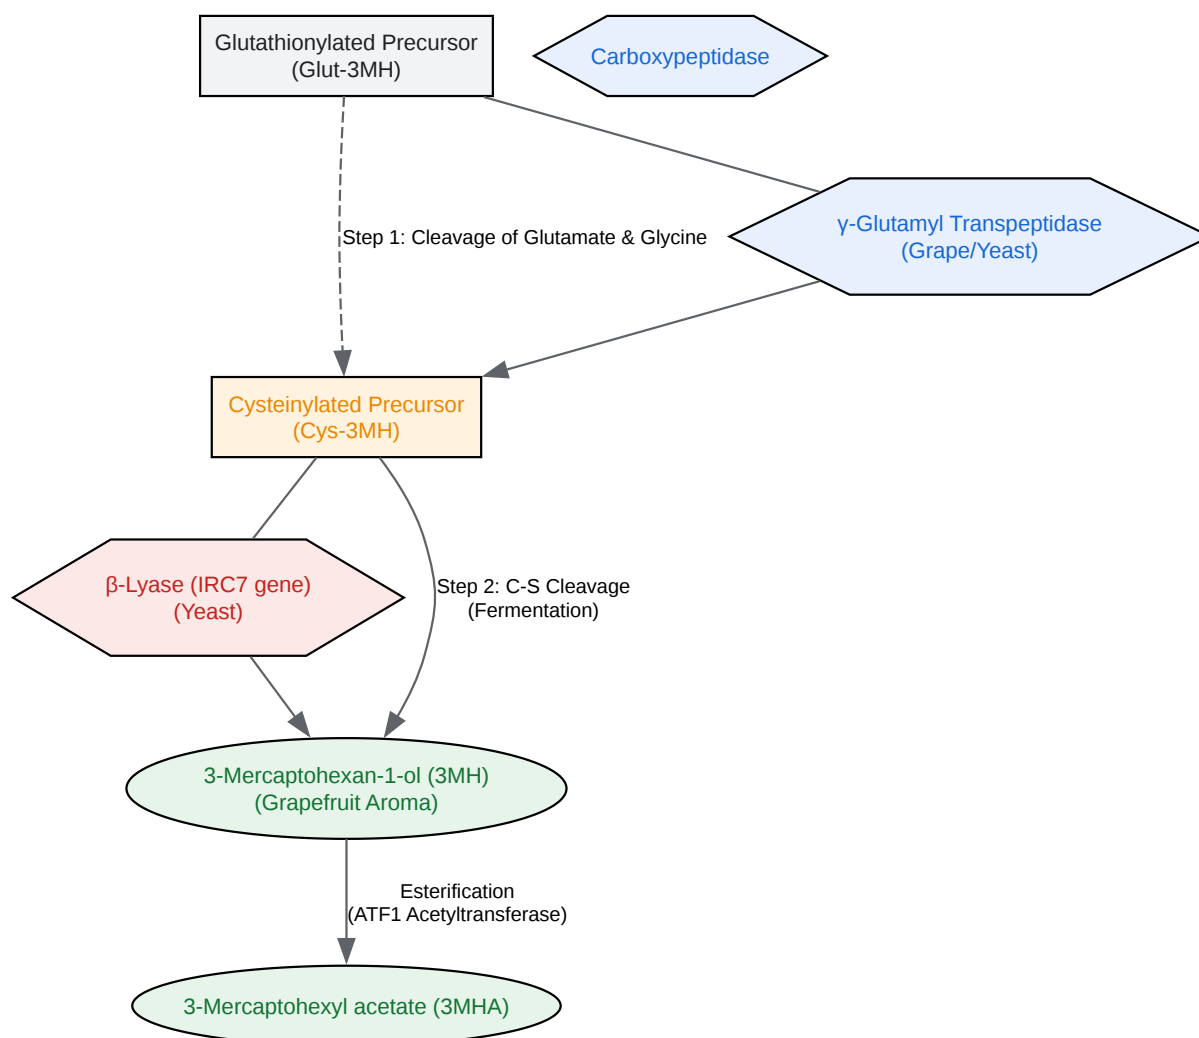 Glutathionylated Precursor
(Glut-3MH)
Carboxypeptidase
γ-Glutamyl Transpeptidase
(Grape/Yeast)
Step 1: Cleavage of Glutamate & Glycine
Cysteinylated Precursor
(Cys-3MH)
β-Lyase (IRC7 gene)
(Yeast)
Step 2: C-S Cleavage
(Fermentation)
3-Mercaptohexan-1-ol (3MH)
(Grapefruit Aroma)
Esterification
(ATF1 Acetyltransferase)
3-Mercaptohexyl acetate (3MHA)